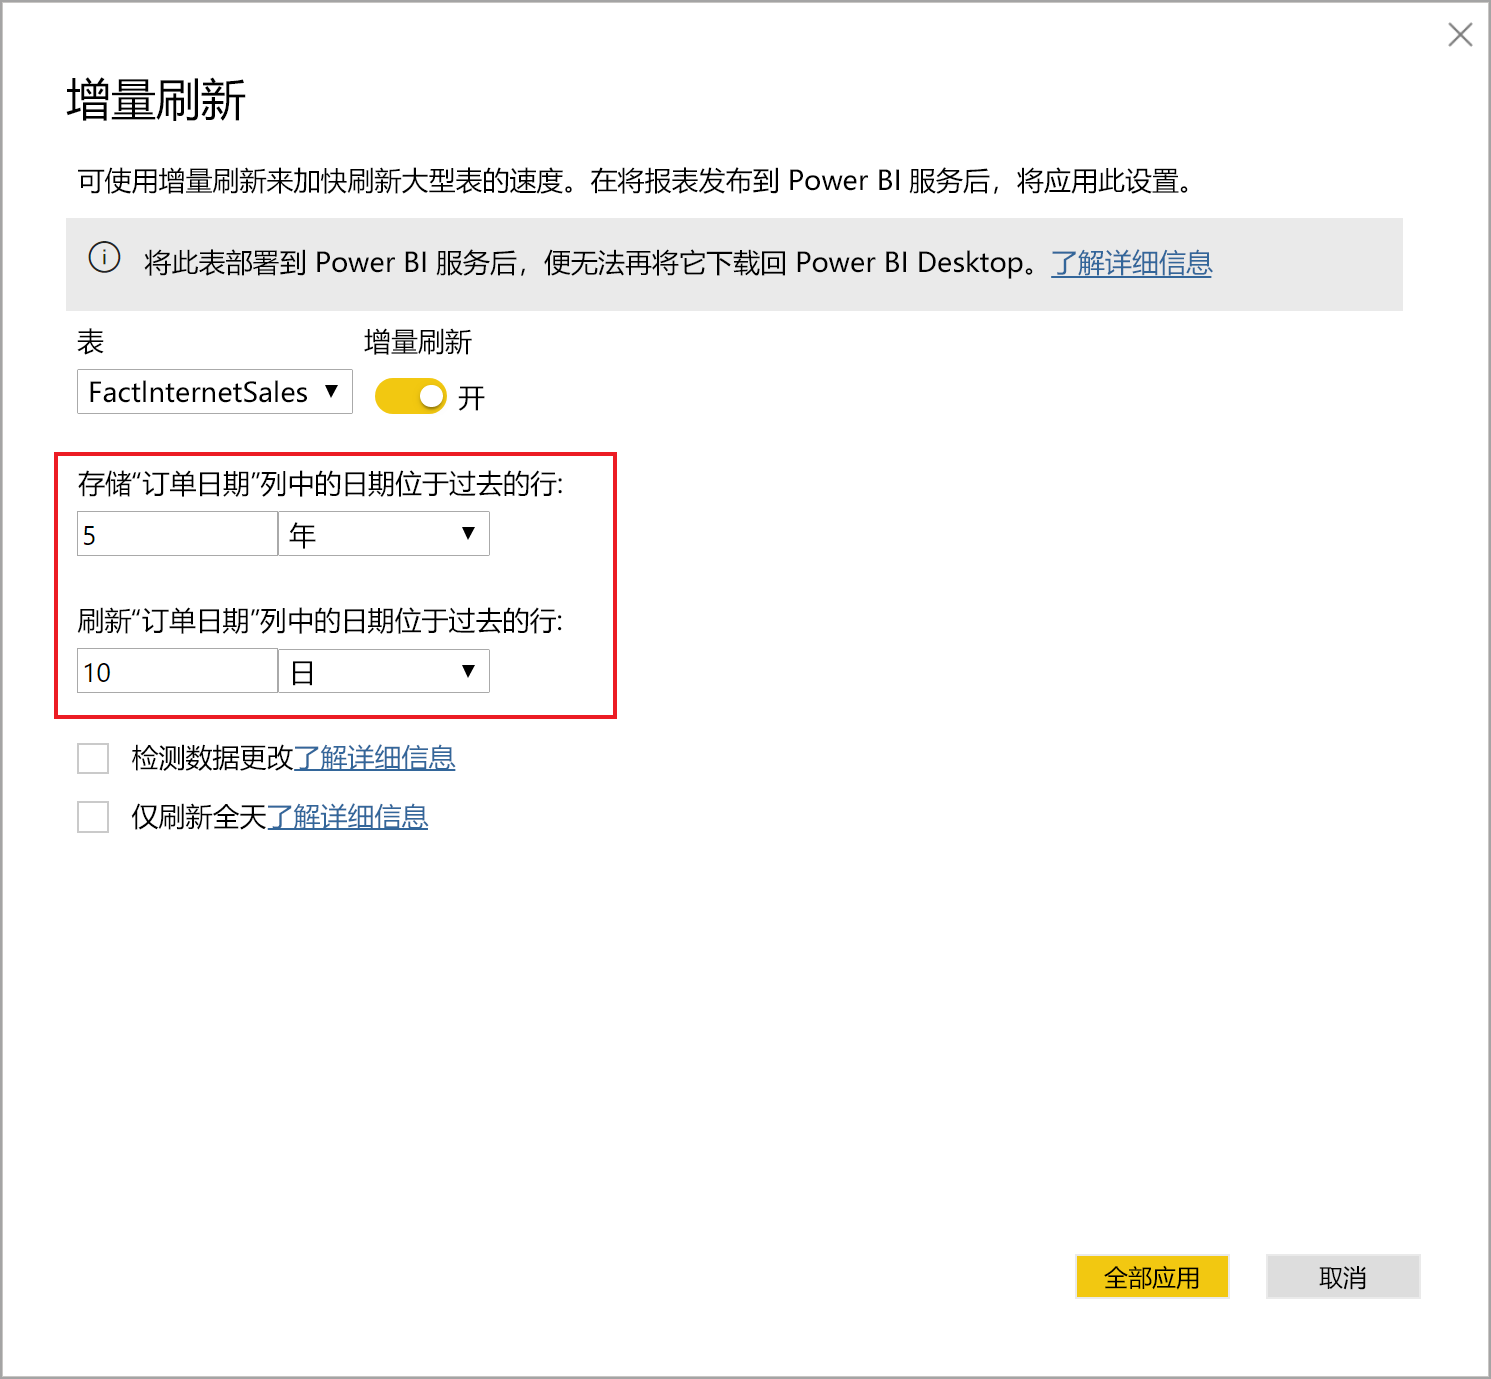 增量刷新
可使用增量刷新来加快刷新大型表的速度。在将报表发布到 Power BI 服务后，将应用此设置。
将此表部署到 Power BI 服务后，便无法再将它下载回 Power BI Desktop。了解详细信息
表 增量刷新
FactInternetSales 开
存储“订单日期”列中的日期位于过去的行:
5 年
刷新“订单日期”列中的日期位于过去的行:
10 日
检测数据更改了解详细信息
仅刷新全天了解详细信息
全部应用 取消